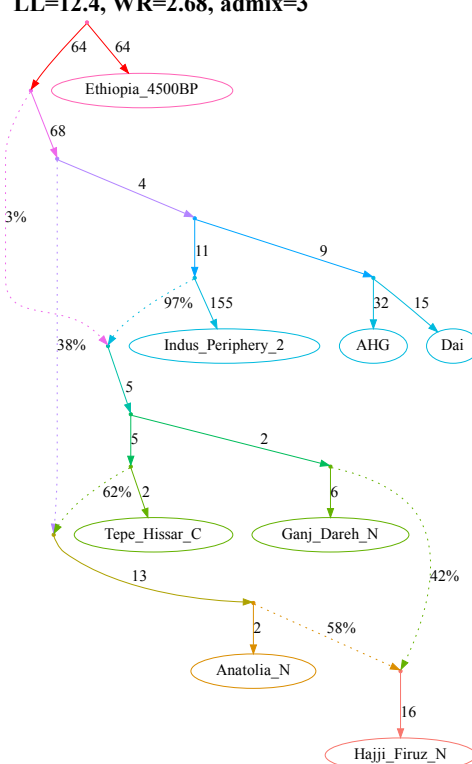 LL=12.4, WR=2.68, admix=3
64
64
Ethiopia_4500BP
68
4
3%
11
9
97%
155
32
15
38%
Indus_Periphery_2
AHG
Dai
5
5
2
62%
2
6
Tepe_Hissar_C
Ganj_Dareh_N
13
42%
2
58%
Anatolia_N
16
Hajji_Firuz_N